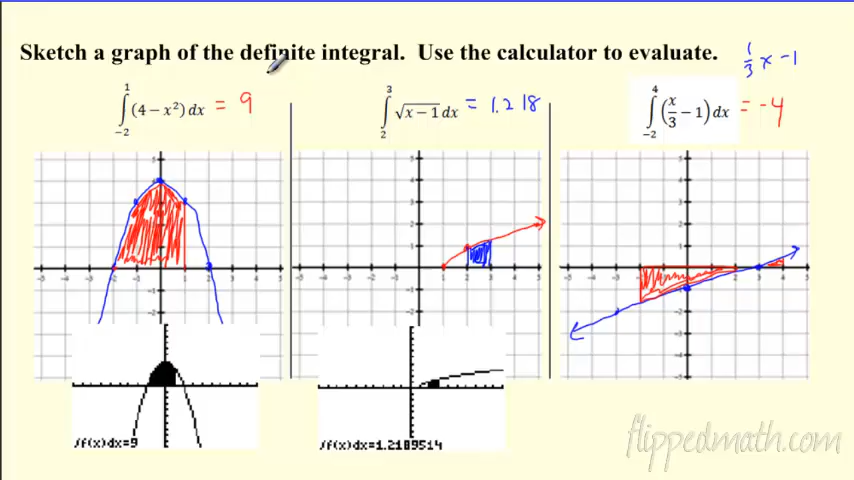 Sketch a graph of the definite integral. Use the calculator to evaluate. 1/3 x - 1
∫_{-2}^{1} (4 − x²) dx = 9
∫_{2}^{3} √(x − 1) dx = 1.218
∫_{-2}^{4} (x/3 − 1) dx = -4
∫f(x)dx=9
∫f(x)dx=1.2189514
flippedmath.com